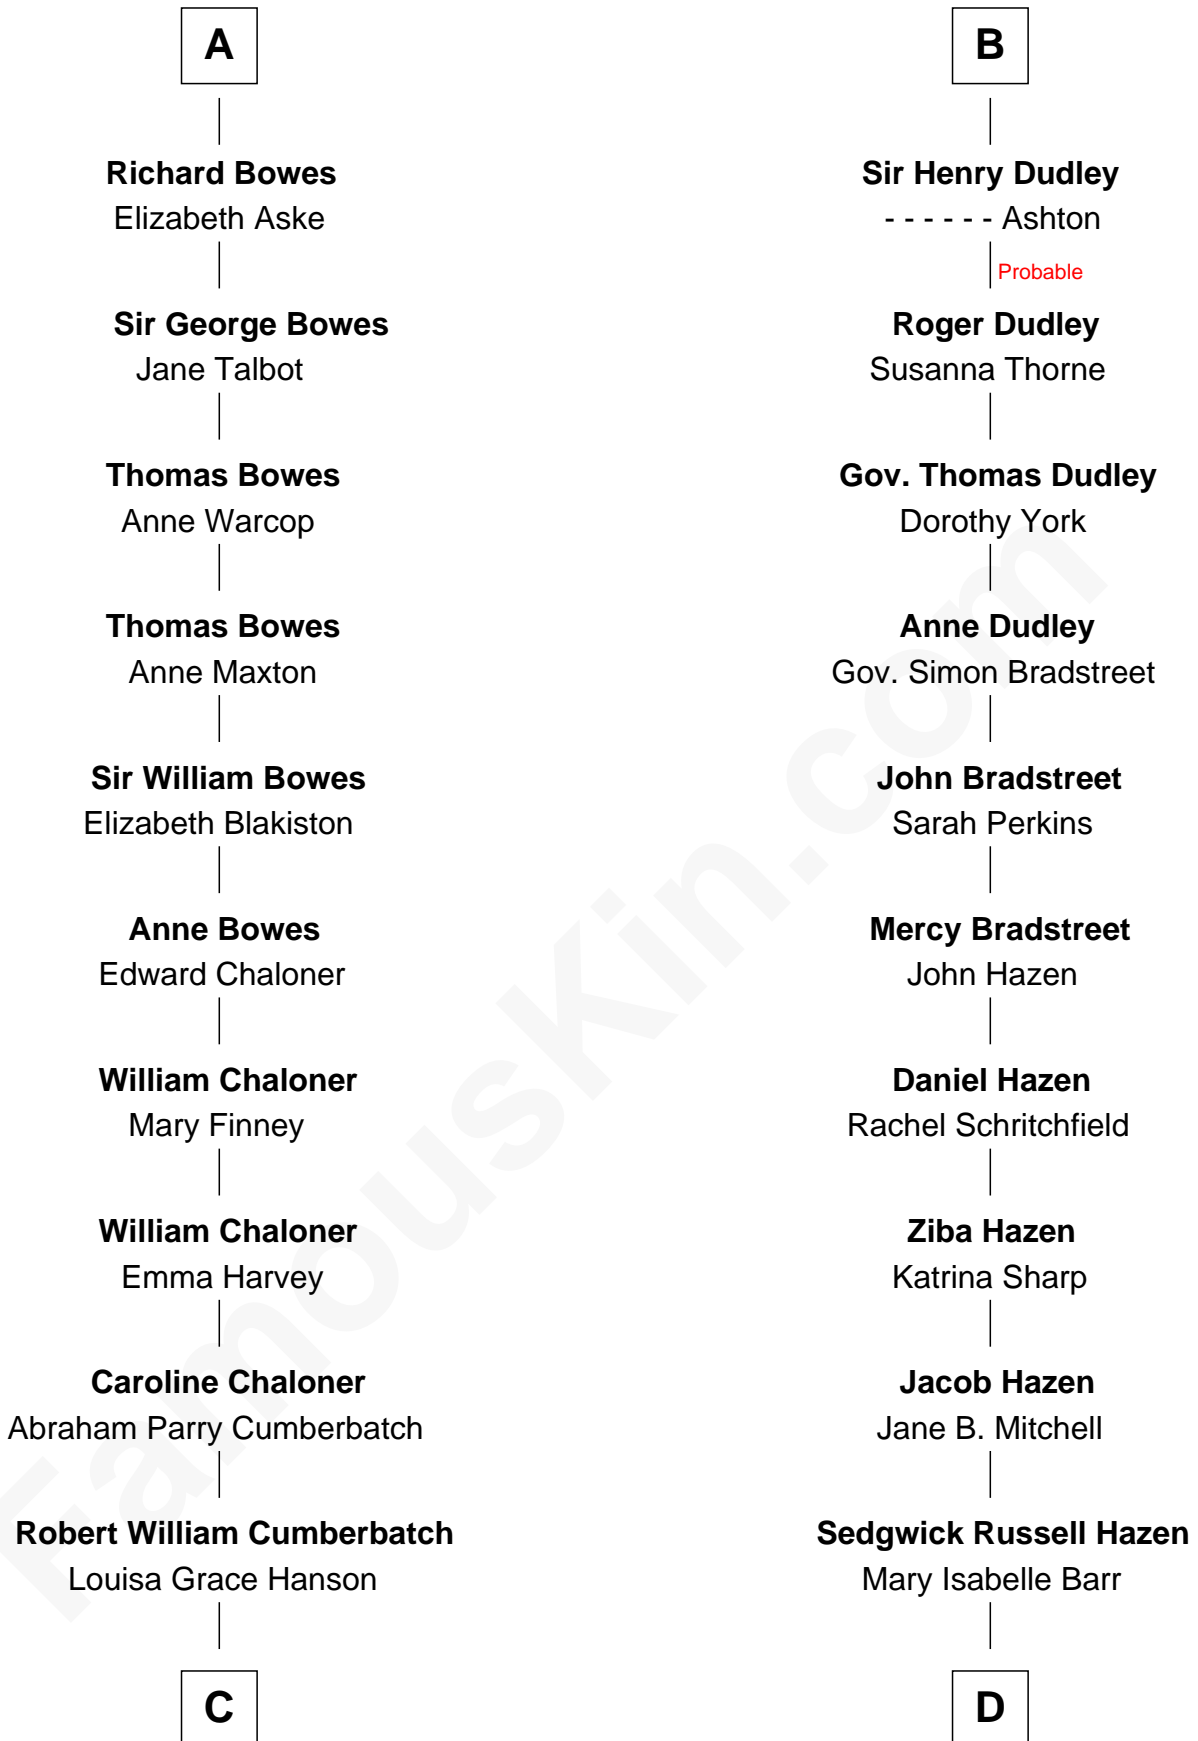 A
Richard Bowes
Elizabeth Aske
Sir George Bowes
Jane Talbot
Thomas Bowes
Anne Warcop
Thomas Bowes
Anne Maxton
Sir William Bowes
Elizabeth Blakiston
Anne Bowes
Edward Chaloner
William Chaloner
Mary Finney
William Chaloner
Emma Harvey
Caroline Chaloner
Abraham Parry Cumberbatch
Robert William Cumberbatch
Louisa Grace Hanson
C
B
Sir Henry Dudley
- - - - - - Ashton
Probable
Roger Dudley
Susanna Thorne
Gov. Thomas Dudley
Dorothy York
Anne Dudley
Gov. Simon Bradstreet
John Bradstreet
Sarah Perkins
Mercy Bradstreet
John Hazen
Daniel Hazen
Rachel Schritchfield
Ziba Hazen
Katrina Sharp
Jacob Hazen
Jane B. Mitchell
Sedgwick Russell Hazen
Mary Isabelle Barr
D
FamousKin.com